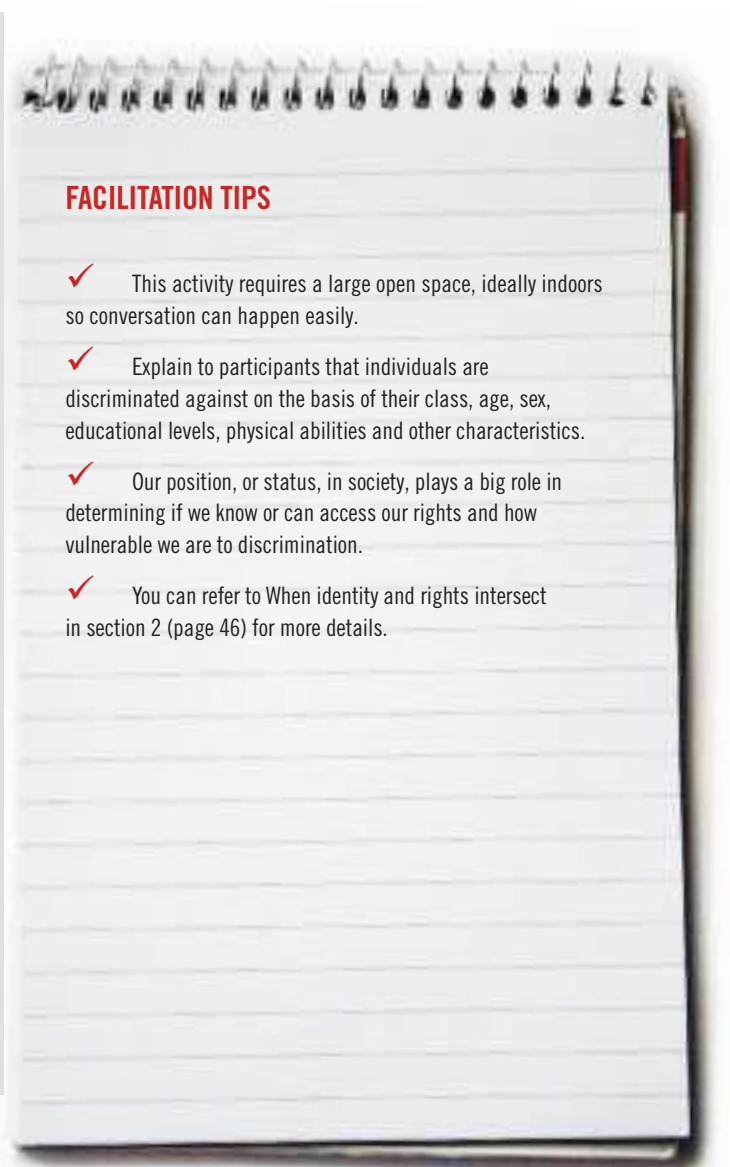 FACILITATION TIPS
✓ This activity requires a large open space, ideally indoors
so conversation can happen easily.
✓ Explain to participants that individuals are
discriminated against on the basis of their class, age, sex,
educational levels, physical abilities and other characteristics.
✓ Our position, or status, in society, plays a big role in
determining if we know or can access our rights and how
vulnerable we are to discrimination.
✓ You can refer to When identity and rights intersect
in section 2 (page 46) for more details.